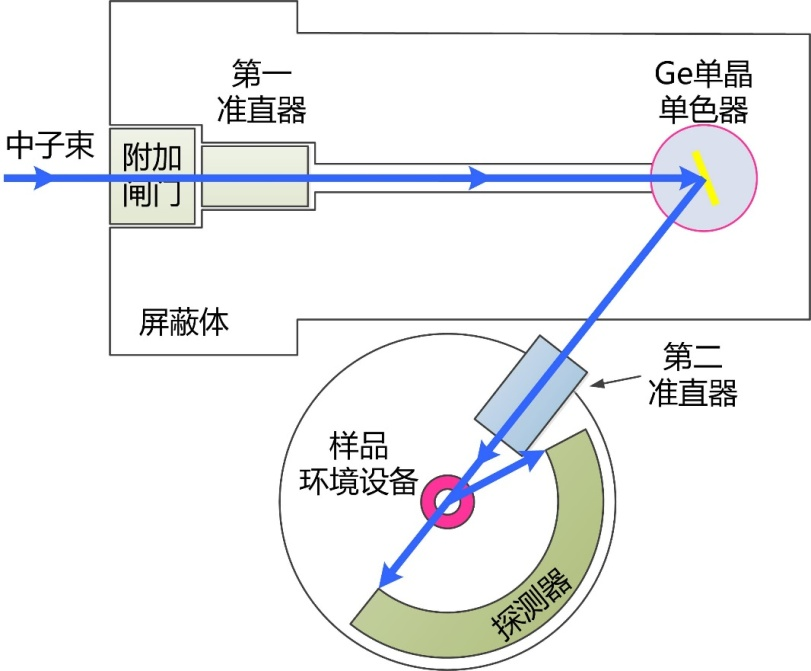 第一
准直器
Ge单晶
单色器
中子束
附加
闸门
屏蔽体
第二
准直器
样品
环境设备
探测器